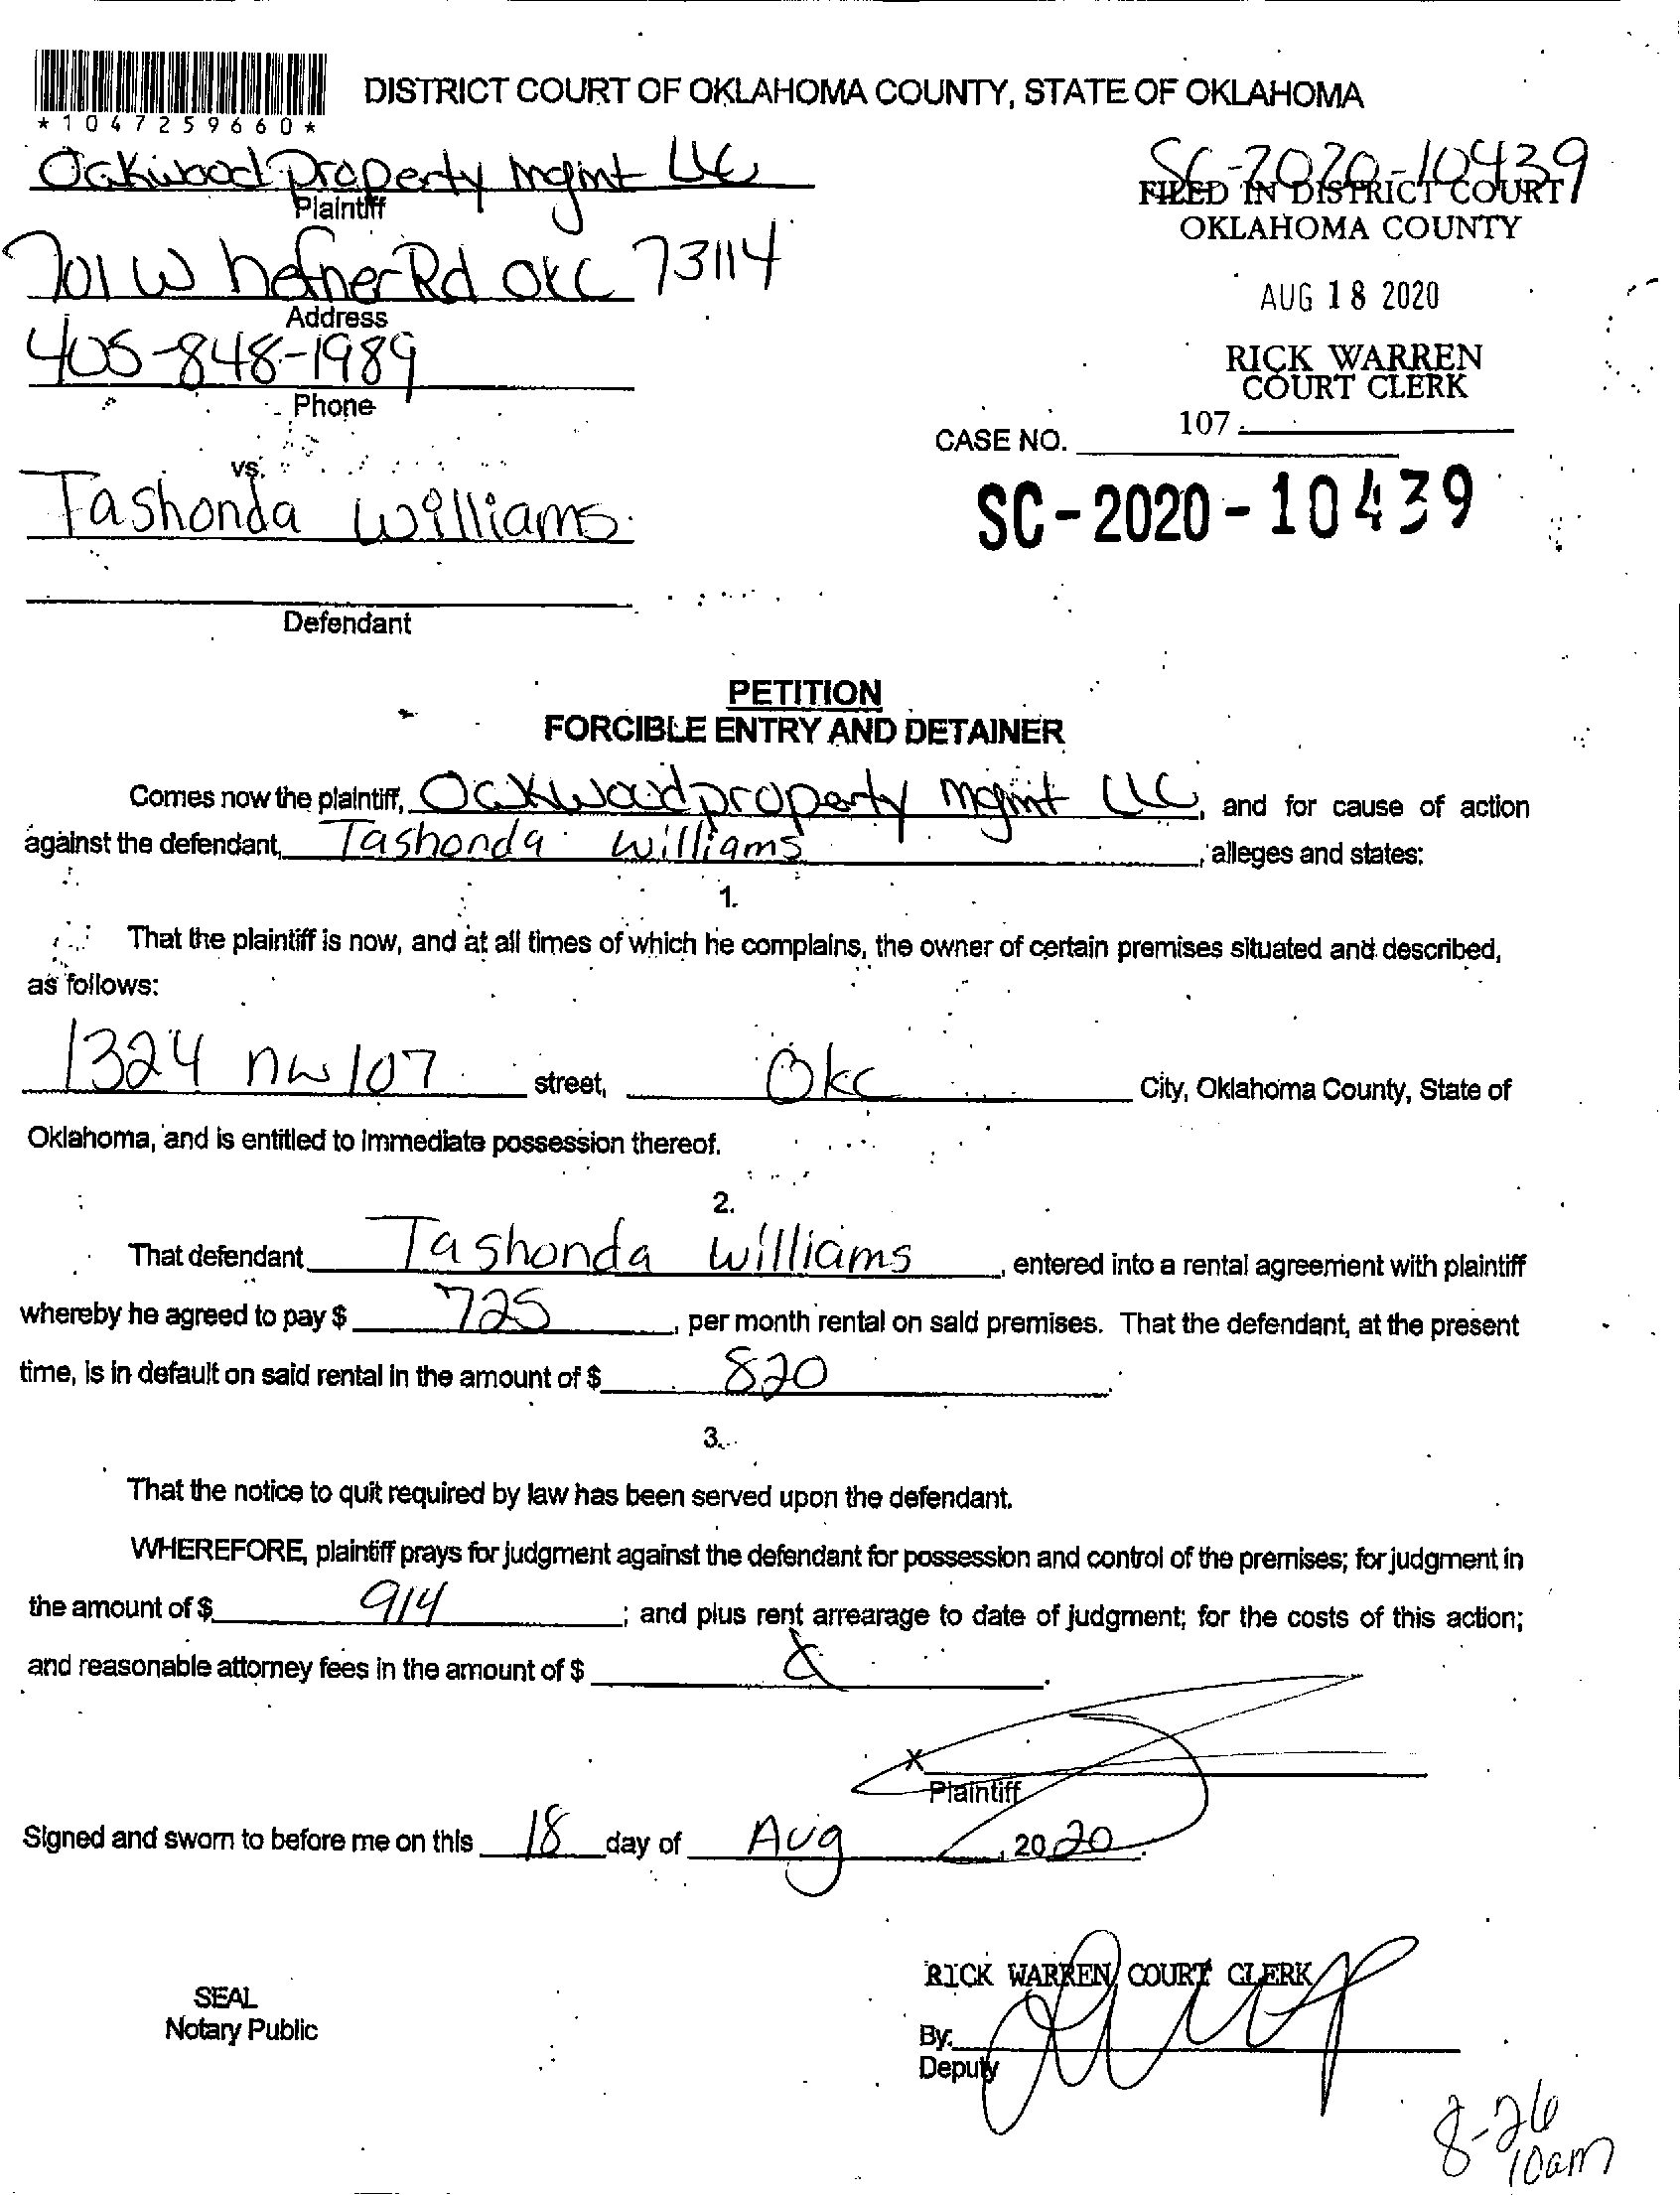 DISTRICT COURT OF OKLAHOMA COUNTY, STATE OF OKLAHOMA
*1047259660*
Oakwood Property Mgmt LLC
Plaintiff
SC-2020-10439
FILED IN DISTRICT COURT
OKLAHOMA COUNTY
701 W hefner Rd OKC 73114
Address
AUG 18 2020
405-848-1989
Phone
RICK WARREN
COURT CLERK
107
CASE NO.
vs.
Tashonda Williams
SC-2020-10439
Defendant
PETITION
FORCIBLE ENTRY AND DETAINER
Comes now the plaintiff, Oakwood property mgmt LLC, and for cause of action
against the defendant, Tashonda Williams, alleges and states:
1.
That the plaintiff is now, and at all times of which he complains, the owner of certain premises situated and described,
as follows:
1324 nw 107 street, Okc City, Oklahoma County, State of
Oklahoma, and is entitled to immediate possession thereof.
2.
That defendant Tashonda Williams, entered into a rental agreement with plaintiff
whereby he agreed to pay $ 725, per month rental on said premises. That the defendant, at the present
time, is in default on said rental in the amount of $ 820.
3.
That the notice to quit required by law has been served upon the defendant.
WHEREFORE, plaintiff prays for judgment against the defendant for possession and control of the premises; for judgment in
the amount of $ 914; and plus rent arrearage to date of judgment; for the costs of this action;
and reasonable attorney fees in the amount of $.
X
Plaintiff
Signed and sworn to before me on this 18 day of Aug, 2020.
RICK WARREN, COURT CLERK
SEAL
Notary Public
By:
Deputy
8-26
10am